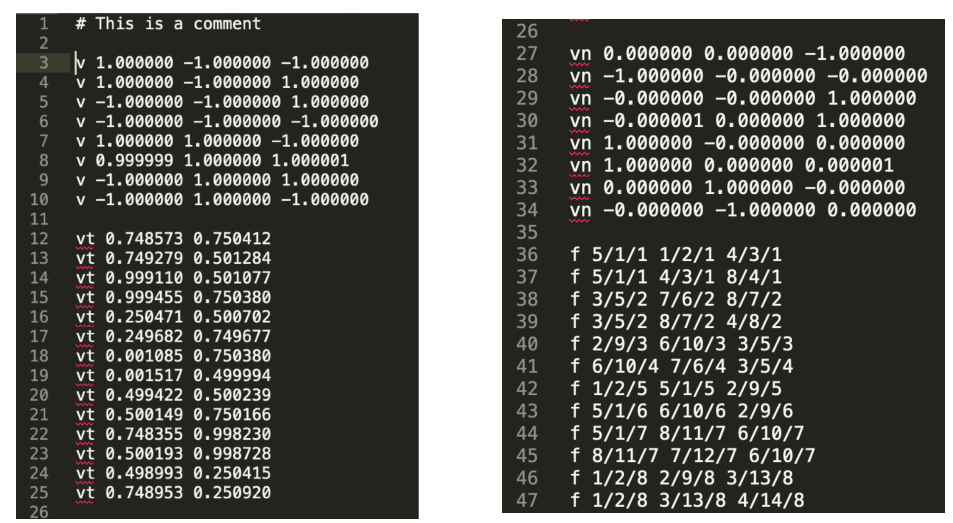 1 # This is a comment
2
3 v 1.000000 -1.000000 -1.000000
4 v 1.000000 -1.000000 1.000000
5 v -1.000000 -1.000000 1.000000
6 v -1.000000 -1.000000 -1.000000
7 v 1.000000 1.000000 -1.000000
8 v 0.999999 1.000000 1.000001
9 v -1.000000 1.000000 1.000000
10 v -1.000000 1.000000 -1.000000
11
12 vt 0.748573 0.750412
13 vt 0.749279 0.501284
14 vt 0.999110 0.501077
15 vt 0.999455 0.750380
16 vt 0.250471 0.500702
17 vt 0.249682 0.749677
18 vt 0.001085 0.750380
19 vt 0.001517 0.499994
20 vt 0.499422 0.500239
21 vt 0.500149 0.750166
22 vt 0.748355 0.998230
23 vt 0.500193 0.998728
24 vt 0.498993 0.250415
25 vt 0.748953 0.250920
26
26
27 vn 0.000000 0.000000 -1.000000
28 vn -1.000000 -0.000000 -0.000000
29 vn -0.000000 -0.000000 1.000000
30 vn -0.000001 0.000000 1.000000
31 vn 1.000000 -0.000000 0.000000
32 vn 1.000000 0.000000 0.000001
33 vn 0.000000 1.000000 -0.000000
34 vn -0.000000 -1.000000 0.000000
35
36 f 5/1/1 1/2/1 4/3/1
37 f 5/1/1 4/3/1 8/4/1
38 f 3/5/2 7/6/2 8/7/2
39 f 3/5/2 8/7/2 4/8/2
40 f 2/9/3 6/10/3 3/5/3
41 f 6/10/4 7/6/4 3/5/4
42 f 1/2/5 5/1/5 2/9/5
43 f 5/1/6 6/10/6 2/9/6
44 f 5/1/7 8/11/7 6/10/7
45 f 8/11/7 7/12/7 6/10/7
46 f 1/2/8 2/9/8 3/13/8
47 f 1/2/8 3/13/8 4/14/8